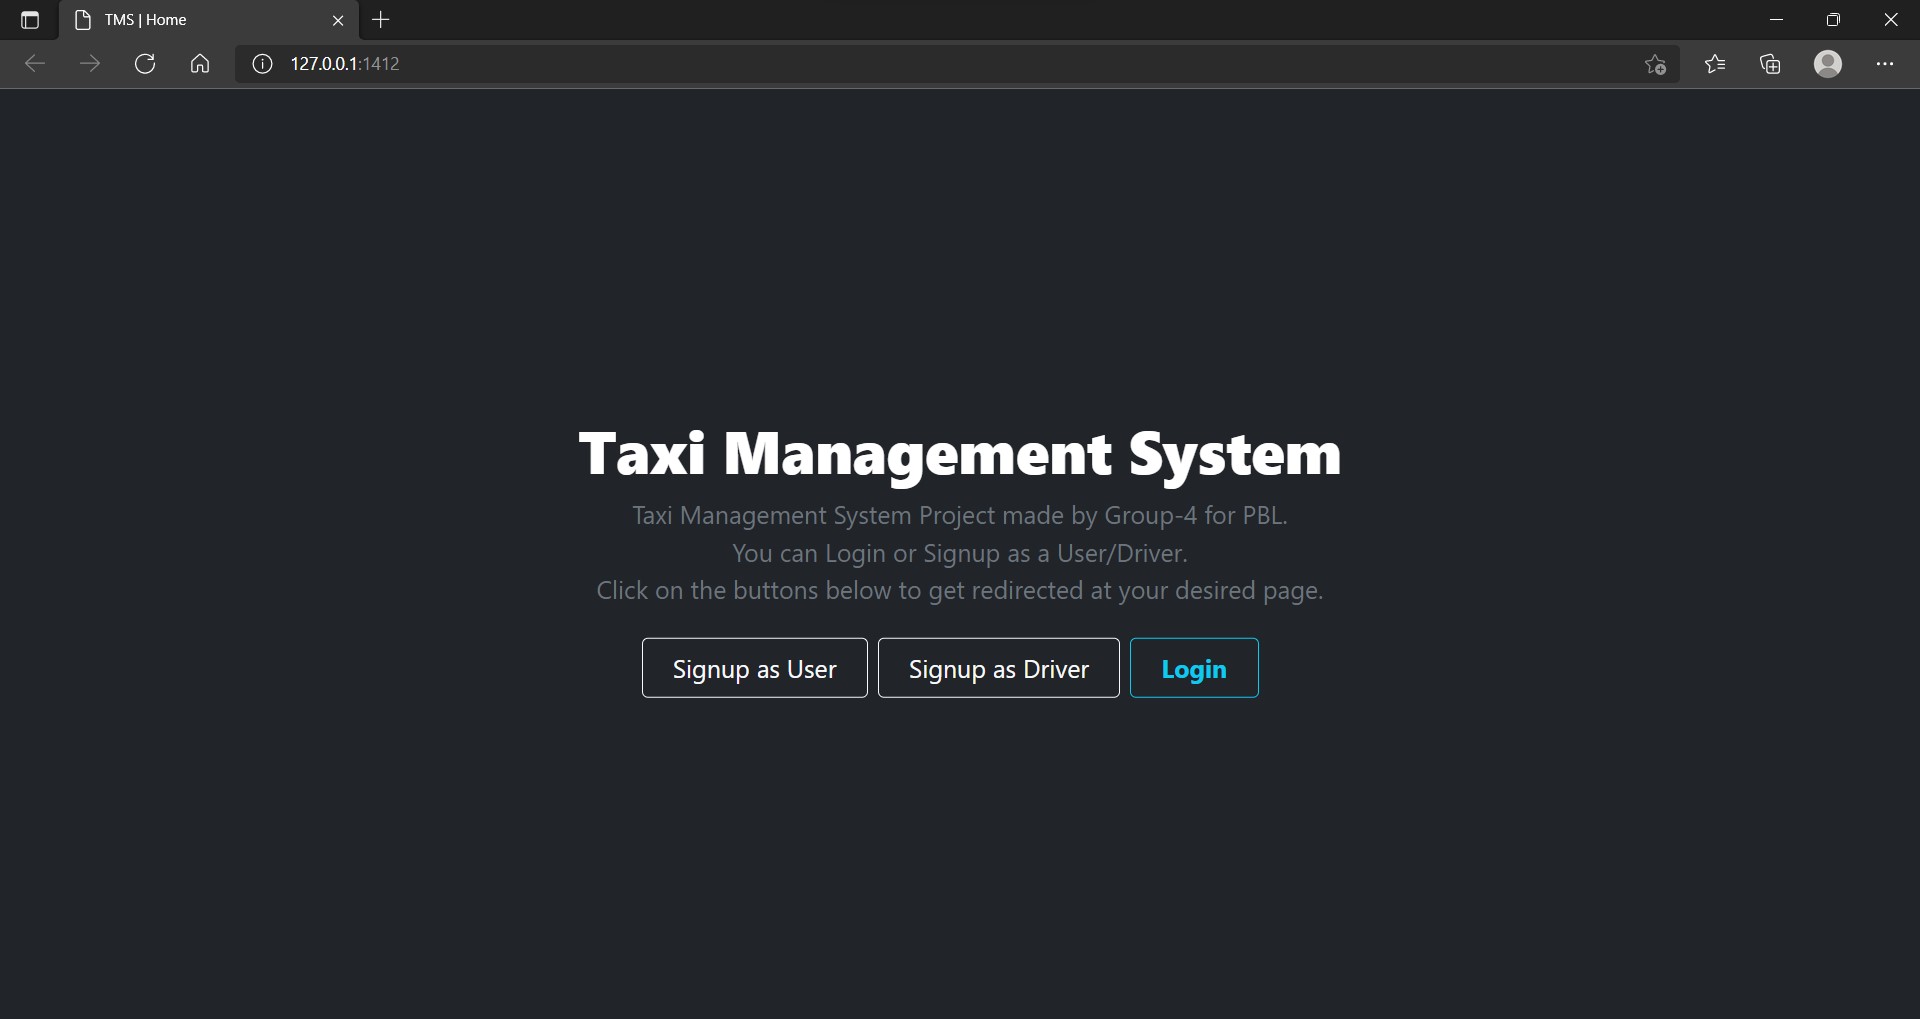 TMS | Home
127.0.0.1:1412
Taxi Management System
Taxi Management System Project made by Group-4 for PBL.
You can Login or Signup as a User/Driver.
Click on the buttons below to get redirected at your desired page.
Signup as User
Signup as Driver
Login